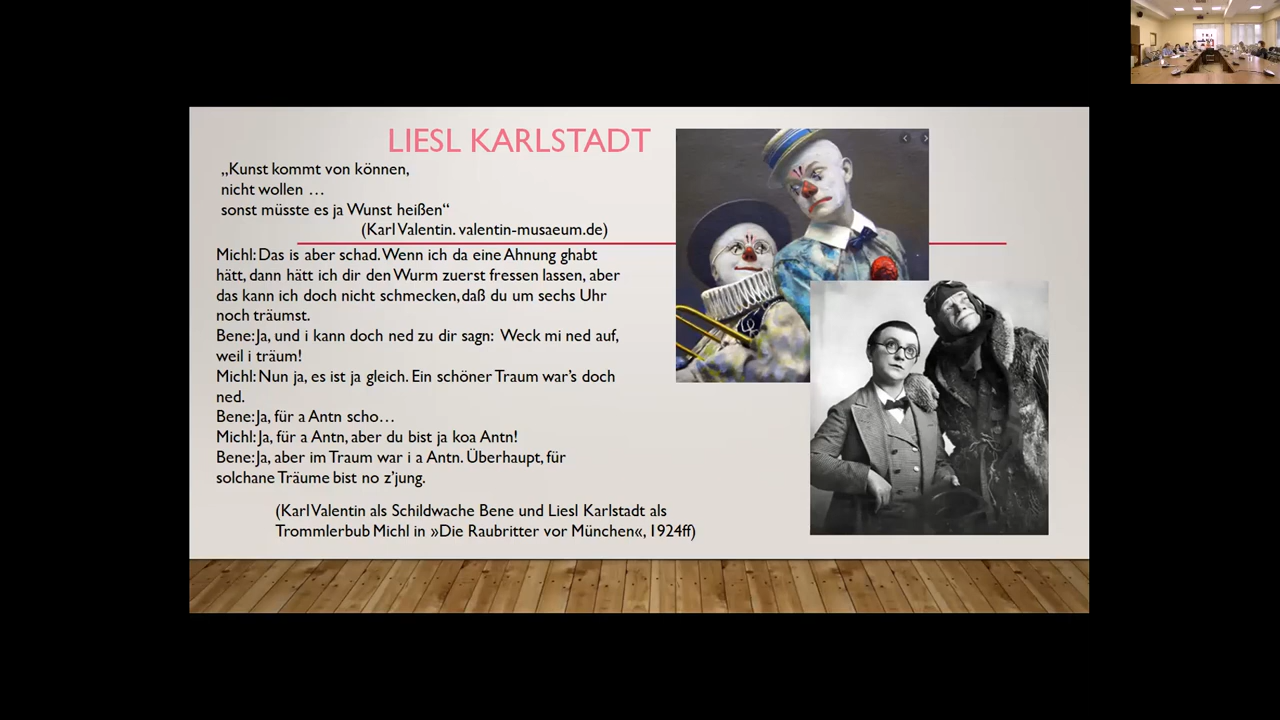 LIESL KARLSTADT
„Kunst kommt von können,
nicht wollen …
sonst müsste es ja Wunst heißen“
(Karl Valentin. valentin-musaeum.de)
Michl: Das is aber schad. Wenn ich da eine Ahnung ghabt
hätt, dann hätt ich dir den Wurm zuerst fressen lassen, aber
das kann ich doch nicht schmecken, daß du um sechs Uhr
noch träumst.
Bene: Ja, und i kann doch ned zu dir sagn: Weck mi ned auf,
weil i träum!
Michl: Nun ja, es ist ja gleich. Ein schöner Traum war’s doch
ned.
Bene: Ja, für a Antn scho…
Michl: Ja, für a Antn, aber du bist ja koa Antn!
Bene: Ja, aber im Traum war i a Antn. Überhaupt, für
solchane Träume bist no z’jung.
(Karl Valentin als Schildwache Bene und Liesl Karlstadt als
Trommlerbub Michl in »Die Raubritter vor München«, 1924ff)